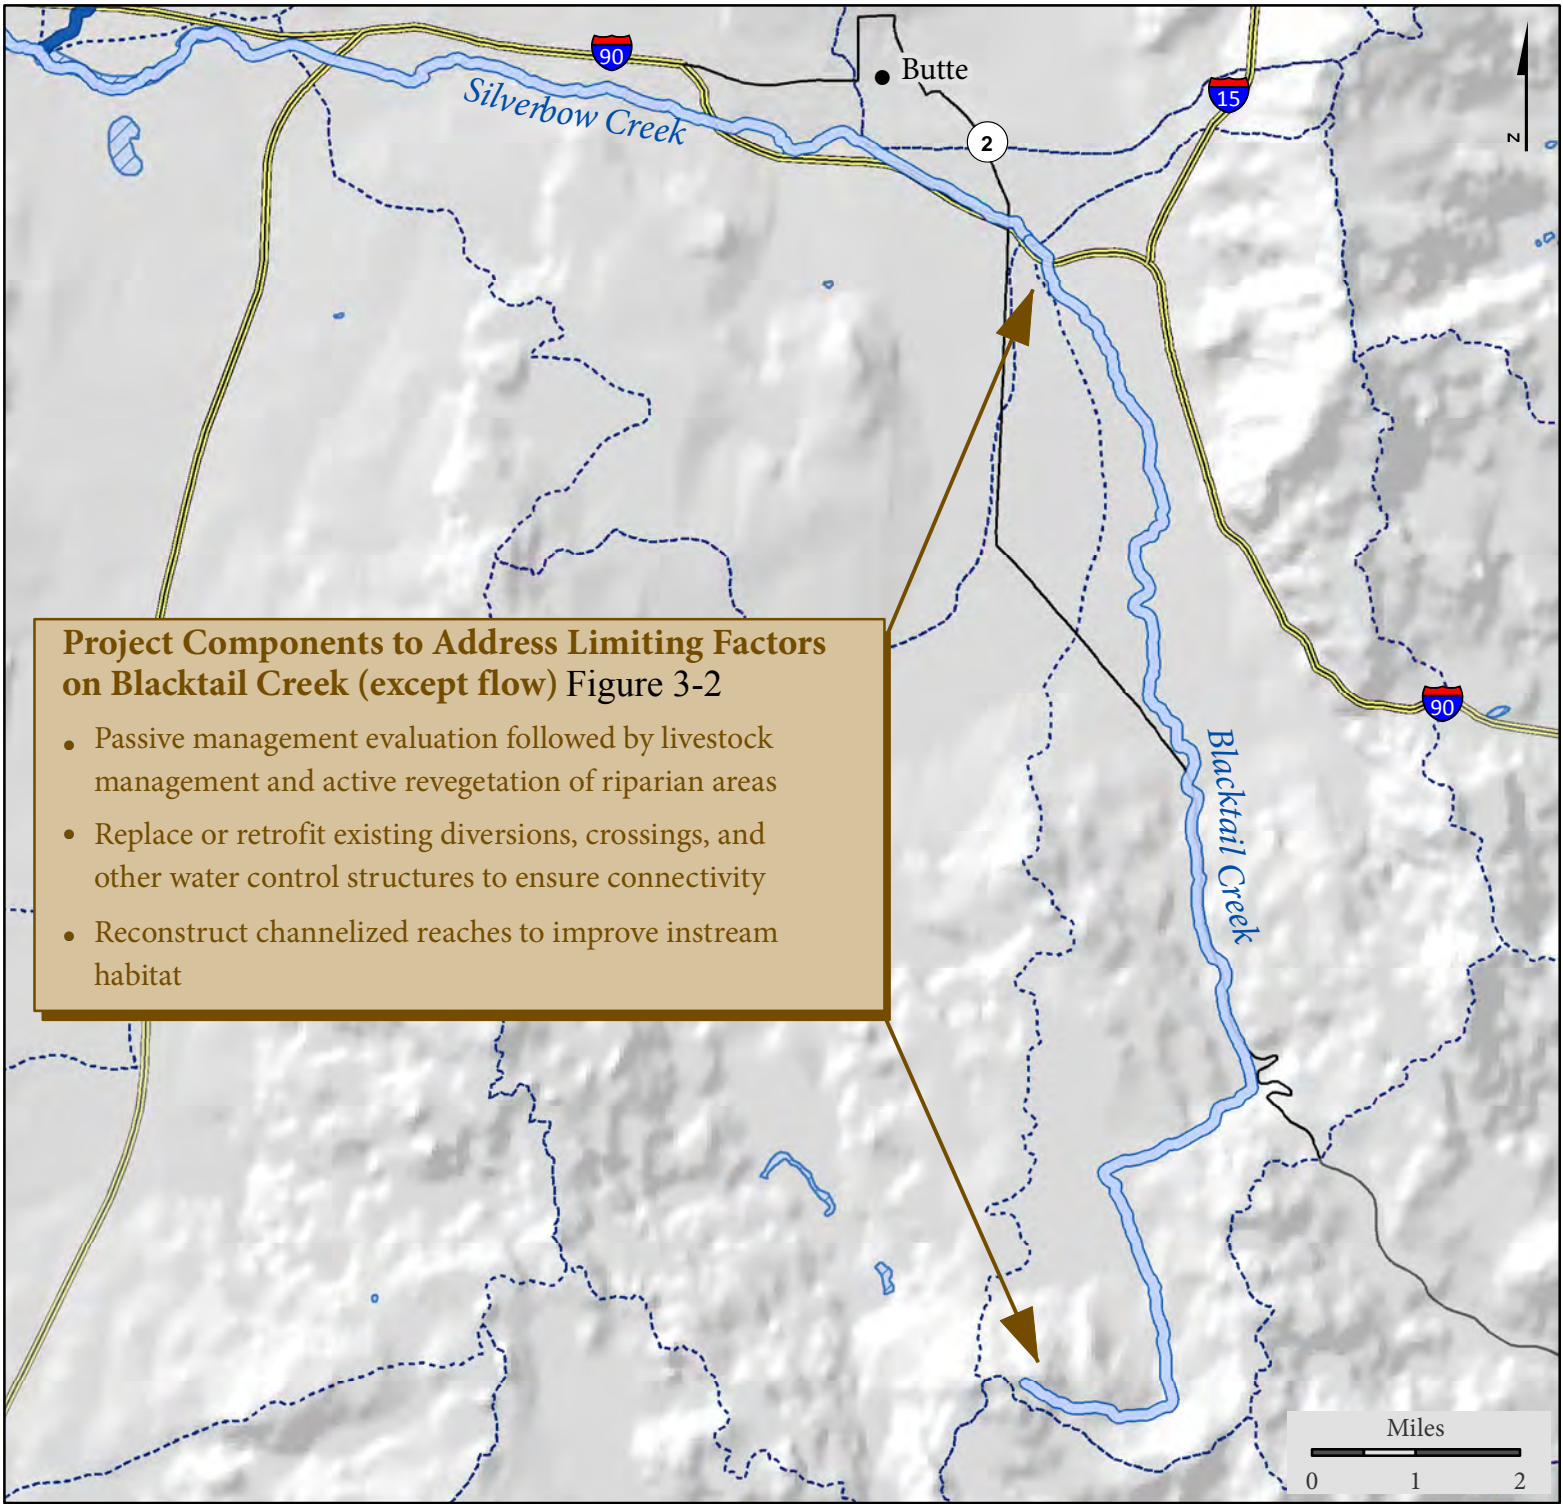 90
Butte
15
Silverbow Creek
2
N
Project Components to Address Limiting Factors
on Blacktail Creek (except flow) Figure 3-2
• Passive management evaluation followed by livestock
management and active revegetation of riparian areas
• Replace or retrofit existing diversions, crossings, and
other water control structures to ensure connectivity
• Reconstruct channelized reaches to improve instream
habitat
90
Blacktail Creek
Miles
0 1 2